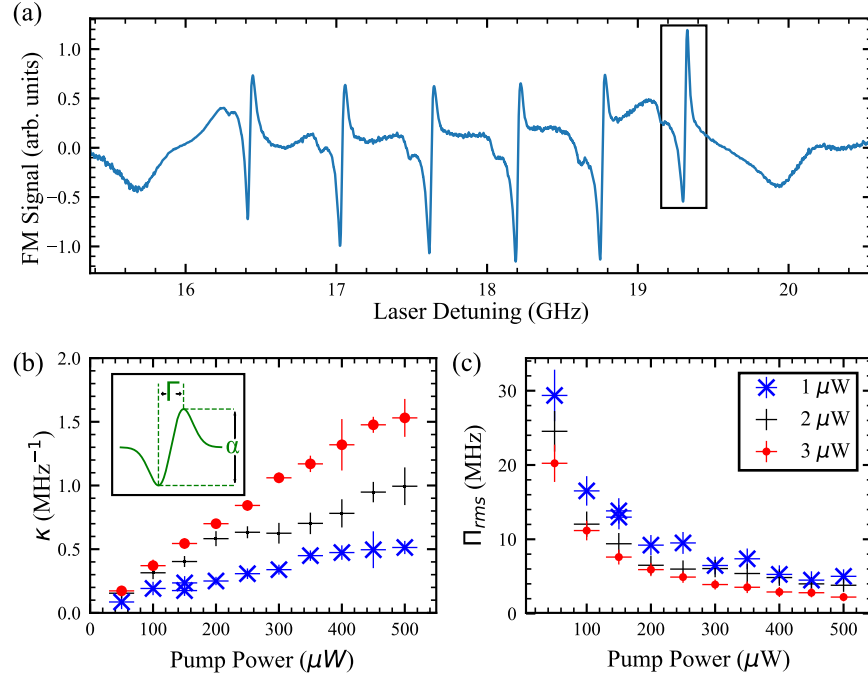 (a)
FM Signal (arb. units)
1.0
0.5
0.0
−0.5
−1.0
16
17
18
19
20
Laser Detuning (GHz)
(b)
κ (MHz⁻¹)
2.0
1.5
1.0
0.5
0.0
Γ
α
0
100
200
300
400
500
Pump Power (μW)
(c)
Πrms (MHz)
30
20
10
0
1 μW
2 μW
3 μW
100
200
300
400
500
Pump Power (μW)